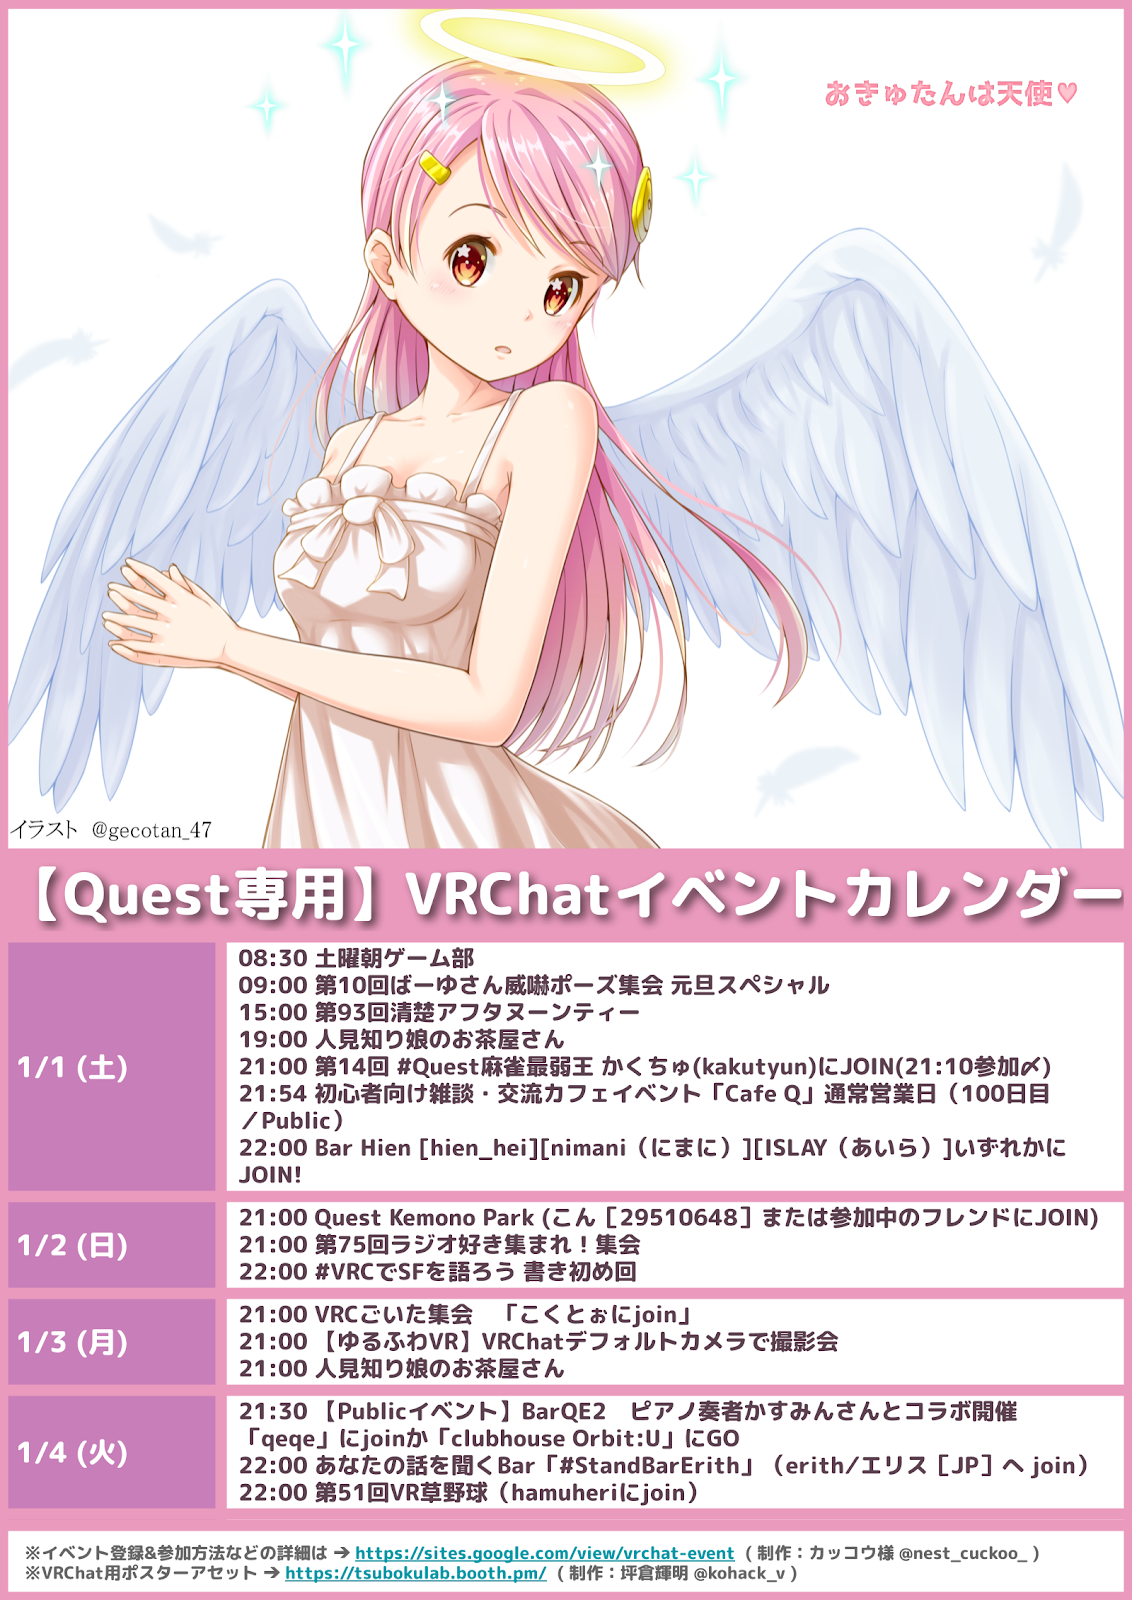 おきゅたんは天使♥
イラスト @gecotan_47
【Quest専用】VRChatイベントカレンダー
1/1 (土)
08:30 土曜朝ゲーム部
09:00 第10回ばーゆさん威嚇ポーズ集会 元旦スペシャル
15:00 第93回清楚アフタヌーンティー
19:00 人見知り娘のお茶屋さん
21:00 第14回 #Quest麻雀最弱王 かくちゅ(kakutyun)にJOIN(21:10参加〆)
21:54 初心者向け雑談・交流カフェイベント「Cafe Q」通常営業日（100日目
／Public）
22:00 Bar Hien [hien_hei][nimani（にまに）][ISLAY（あいら）]いずれかに
JOIN!
1/2 (日)
21:00 Quest Kemono Park (こん［29510648］または参加中のフレンドにJOIN)
21:00 第75回ラジオ好き集まれ！集会
22:00 #VRCでSFを語ろう 書き初め回
1/3 (月)
21:00 VRCごいた集会　「こくとぉにjoin」
21:00 【ゆるふわVR】VRChatデフォルトカメラで撮影会
21:00 人見知り娘のお茶屋さん
1/4 (火)
21:30 【Publicイベント】BarQE2　ピアノ奏者かすみんさんとコラボ開催
「qeqe」にjoinか「clubhouse Orbit:U」にGO
22:00 あなたの話を聞くBar「#StandBarErith」（erith/エリス［JP］へ join）
22:00 第51回VR草野球（hamuheriにjoin）
※イベント登録&参加方法などの詳細は ➔ https://sites.google.com/view/vrchat-event ( 制作：カッコウ様 @nest_cuckoo_ )
※VRChat用ポスターアセット ➔ https://tsubokulab.booth.pm/ ( 制作：坪倉輝明 @kohack_v )